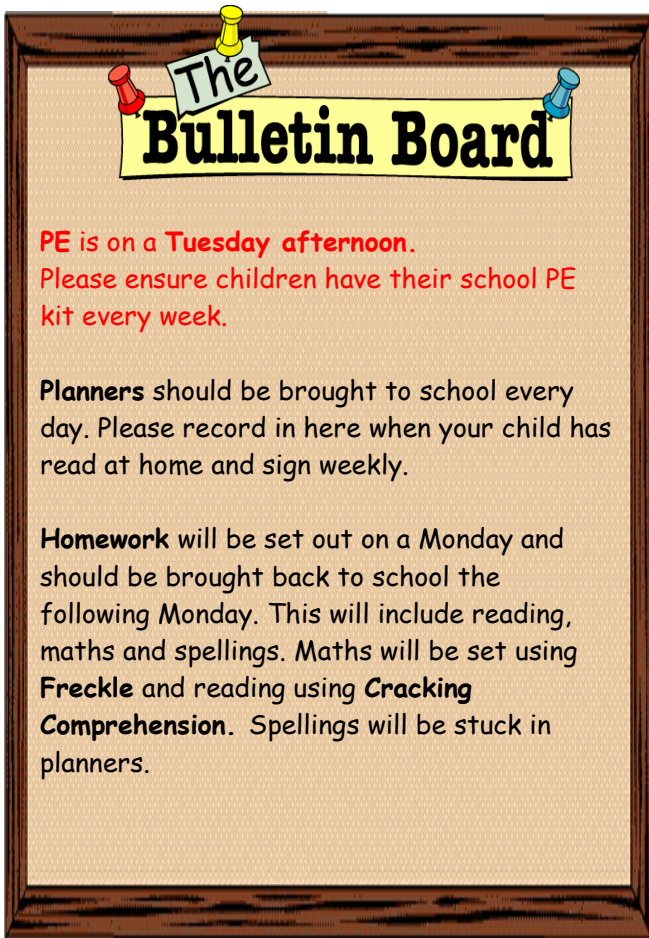 The
Bulletin Board
PE is on a Tuesday afternoon.
Please ensure children have their school PE
kit every week.
Planners should be brought to school every
day. Please record in here when your child has
read at home and sign weekly.
Homework will be set out on a Monday and
should be brought back to school the
following Monday. This will include reading,
maths and spellings. Maths will be set using
Freckle and reading using Cracking
Comprehension. Spellings will be stuck in
planners.